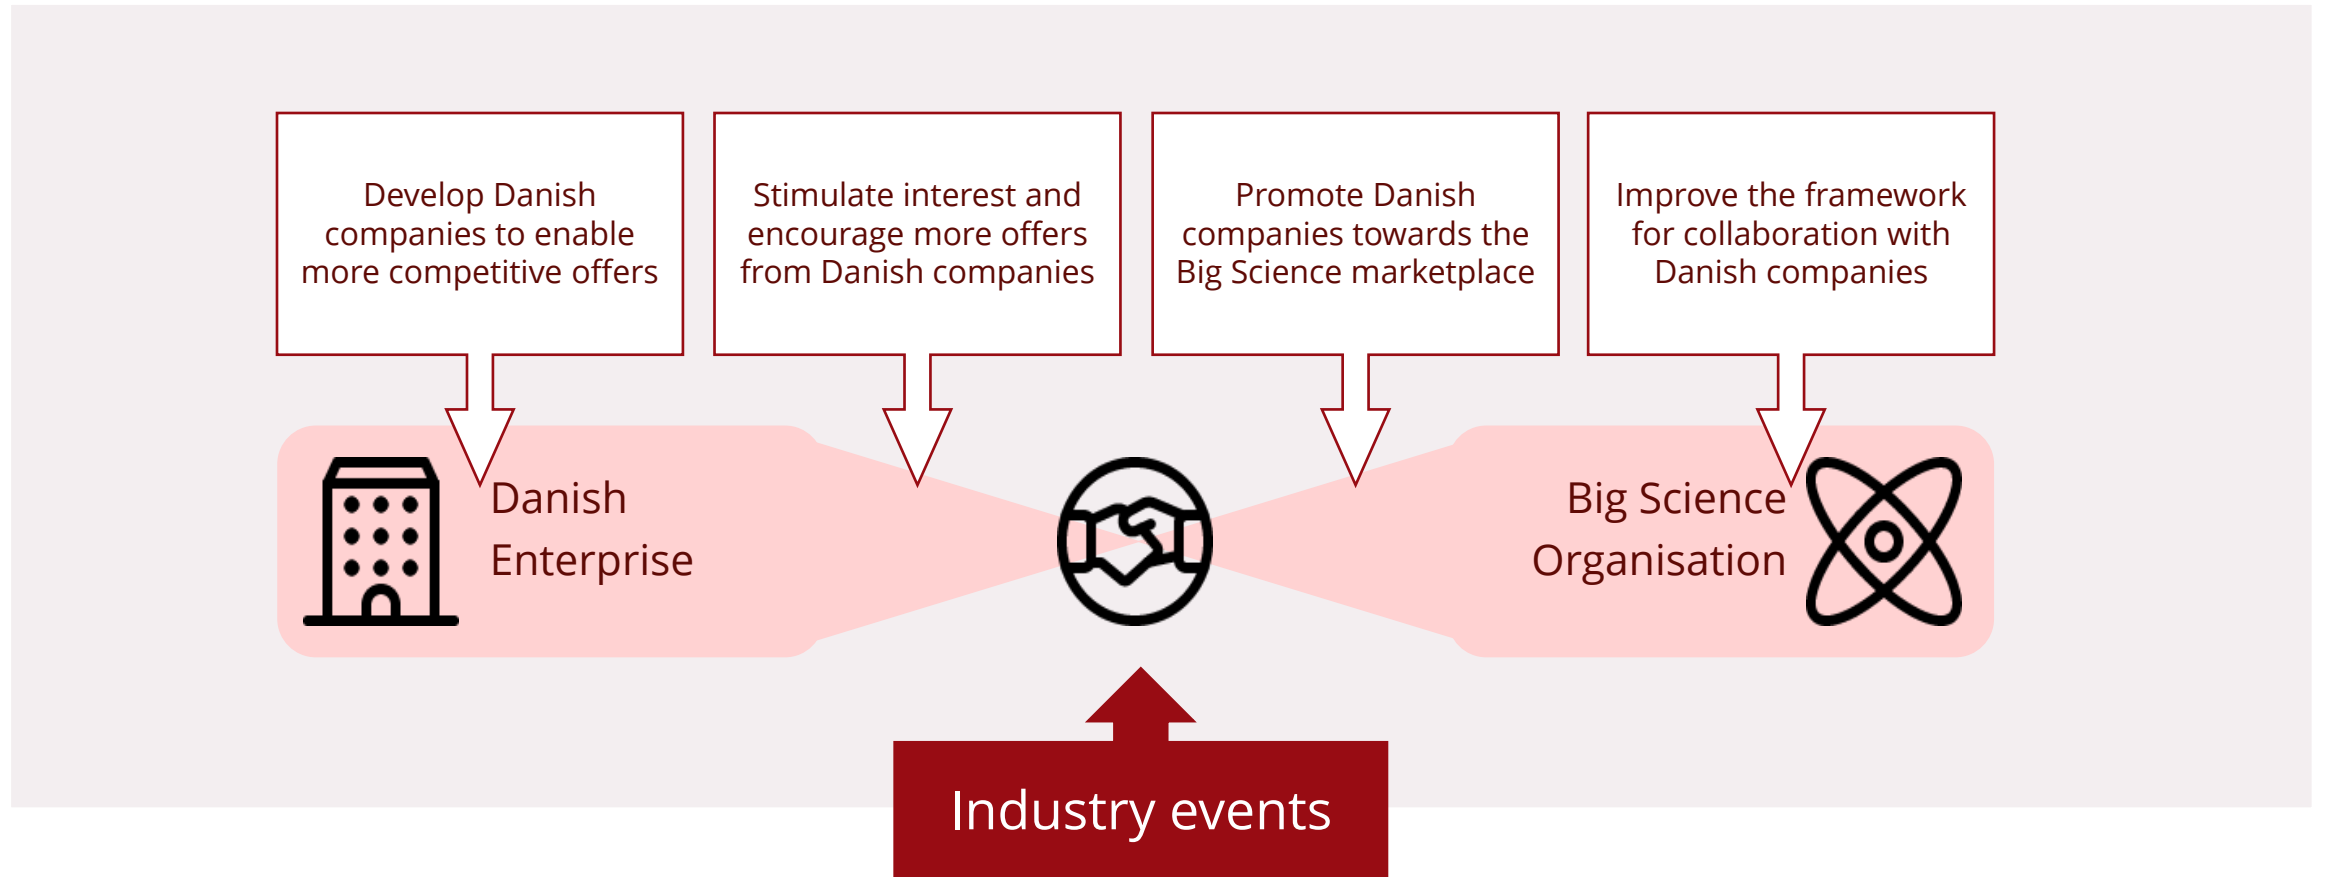 Develop Danish
companies to enable
more competitive offers
Stimulate interest and
encourage more offers
from Danish companies
Promote Danish
companies towards the
Big Science marketplace
Improve the framework
for collaboration with
Danish companies
Danish
Enterprise
Big Science
Organisation
Industry events